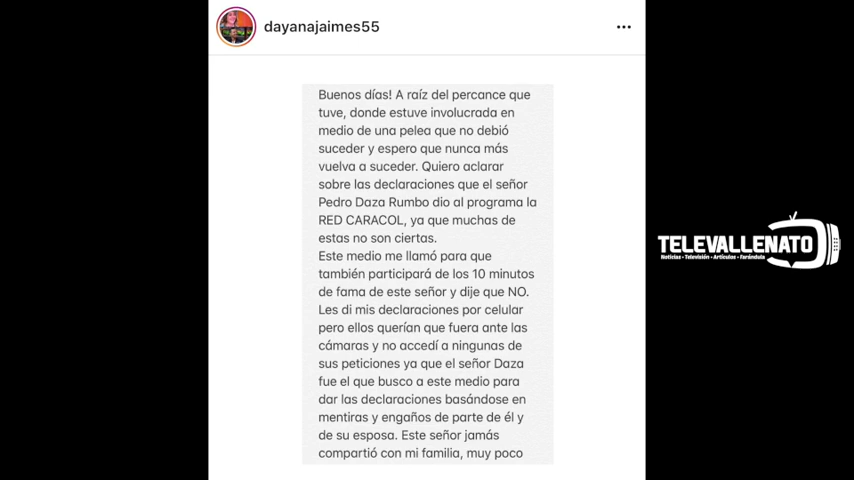 dayanajaimes55
Buenos días! A raíz del percance que
tuve, donde estuve involucrada en
medio de una pelea que no debió
suceder y espero que nunca más
vuelva a suceder. Quiero aclarar
sobre las declaraciones que el señor
Pedro Daza Rumbo dio al programa la
RED CARACOL, ya que muchas de
estas no son ciertas.
Este medio me llamó para que
también participará de los 10 minutos
de fama de este señor y dije que NO.
Les di mis declaraciones por celular
pero ellos querían que fuera ante las
cámaras y no accedí a ningunas de
sus peticiones ya que el señor Daza
fue el que busco a este medio para
dar las declaraciones basándose en
mentiras y engaños de parte de él y
de su esposa. Este señor jamás
compartió con mi familia, muy poco
TELEVALLENATO
Noticias • Televisión • Artículos • Farándula